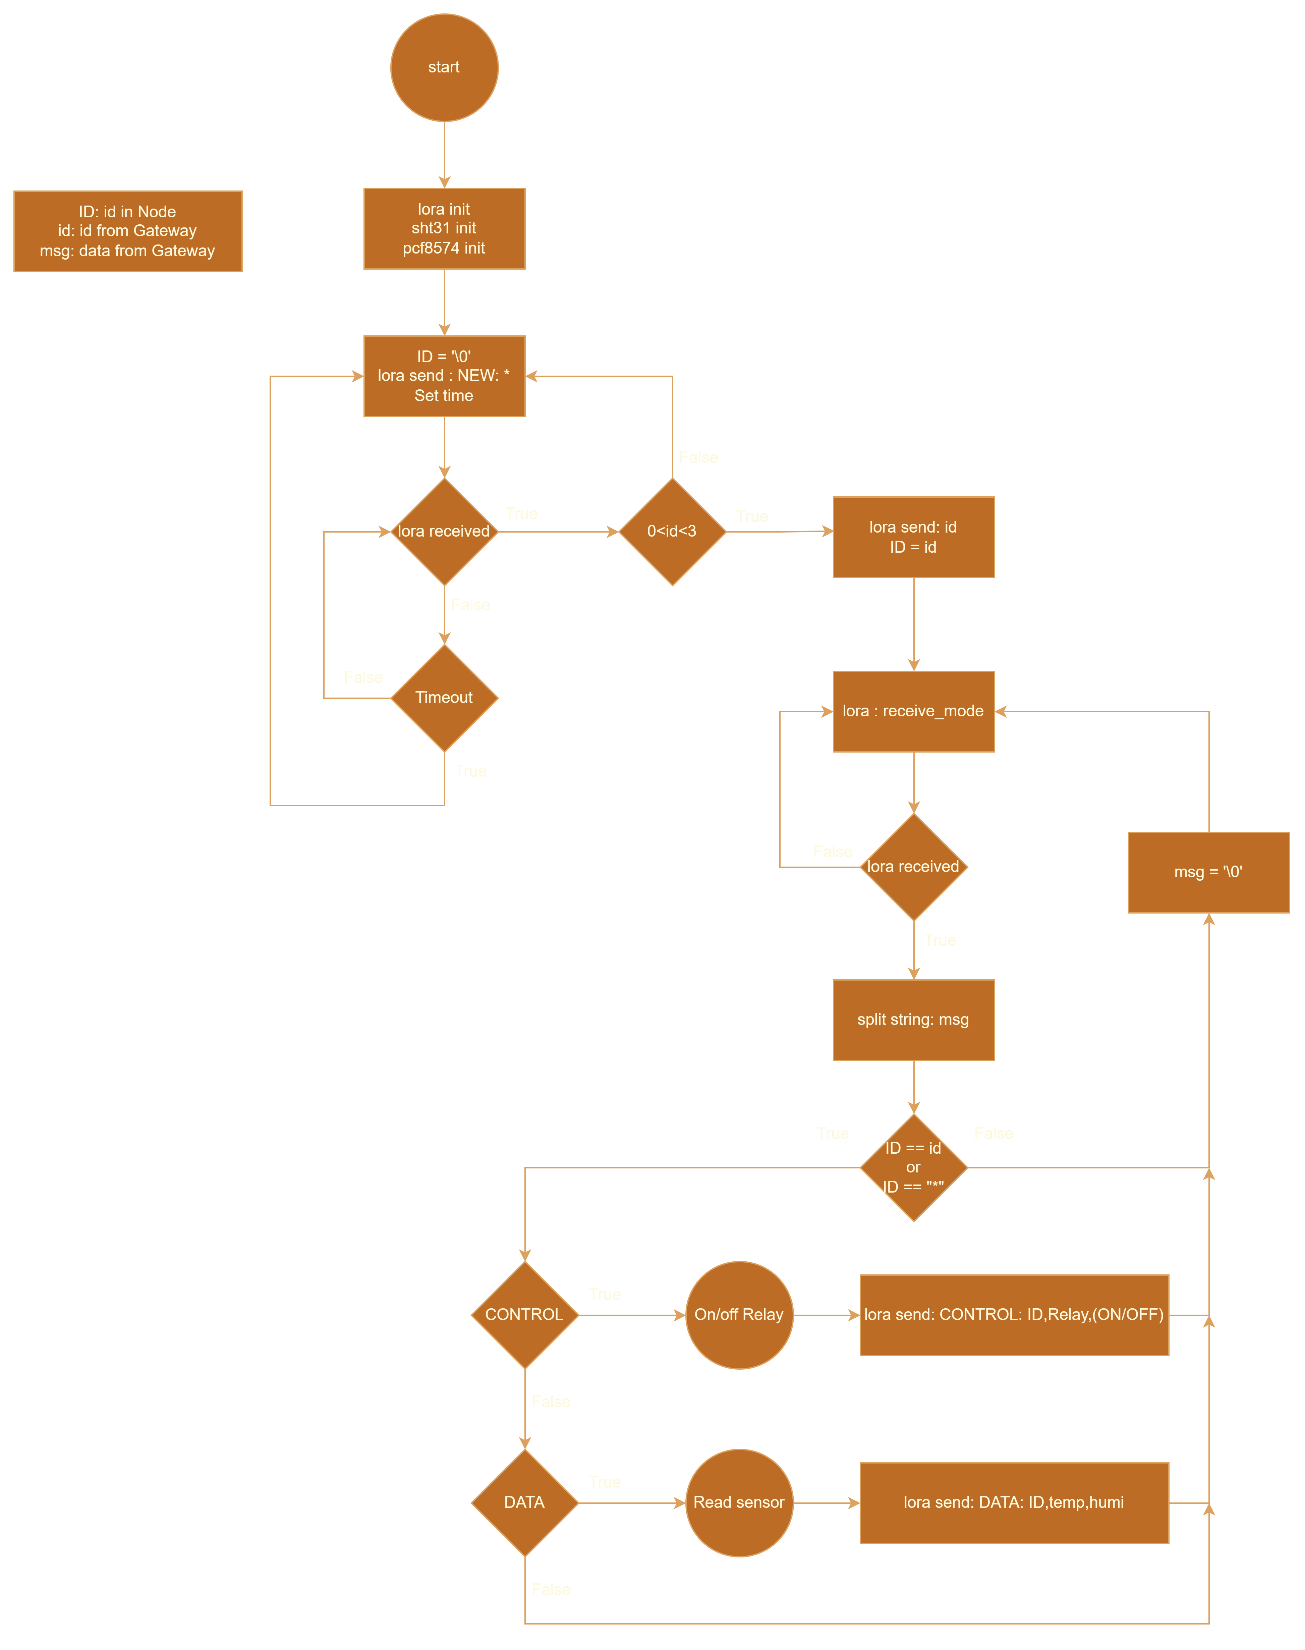 start
ID: id in Node
id: id from Gateway
msg: data from Gateway
lora init
sht31 init
pcf8574 init
ID = '\0'
lora send : NEW: *
Set time
False
lora received
True
0<id<3
True
lora send: id
ID = id
False
False
Timeout
True
lora : receive_mode
False
lora received
msg = '\0'
True
split string: msg
True
False
ID == id
or
ID == "*"
CONTROL
True
On/off Relay
lora send: CONTROL: ID,Relay,(ON/OFF)
False
DATA
True
Read sensor
lora send: DATA: ID,temp,humi
False